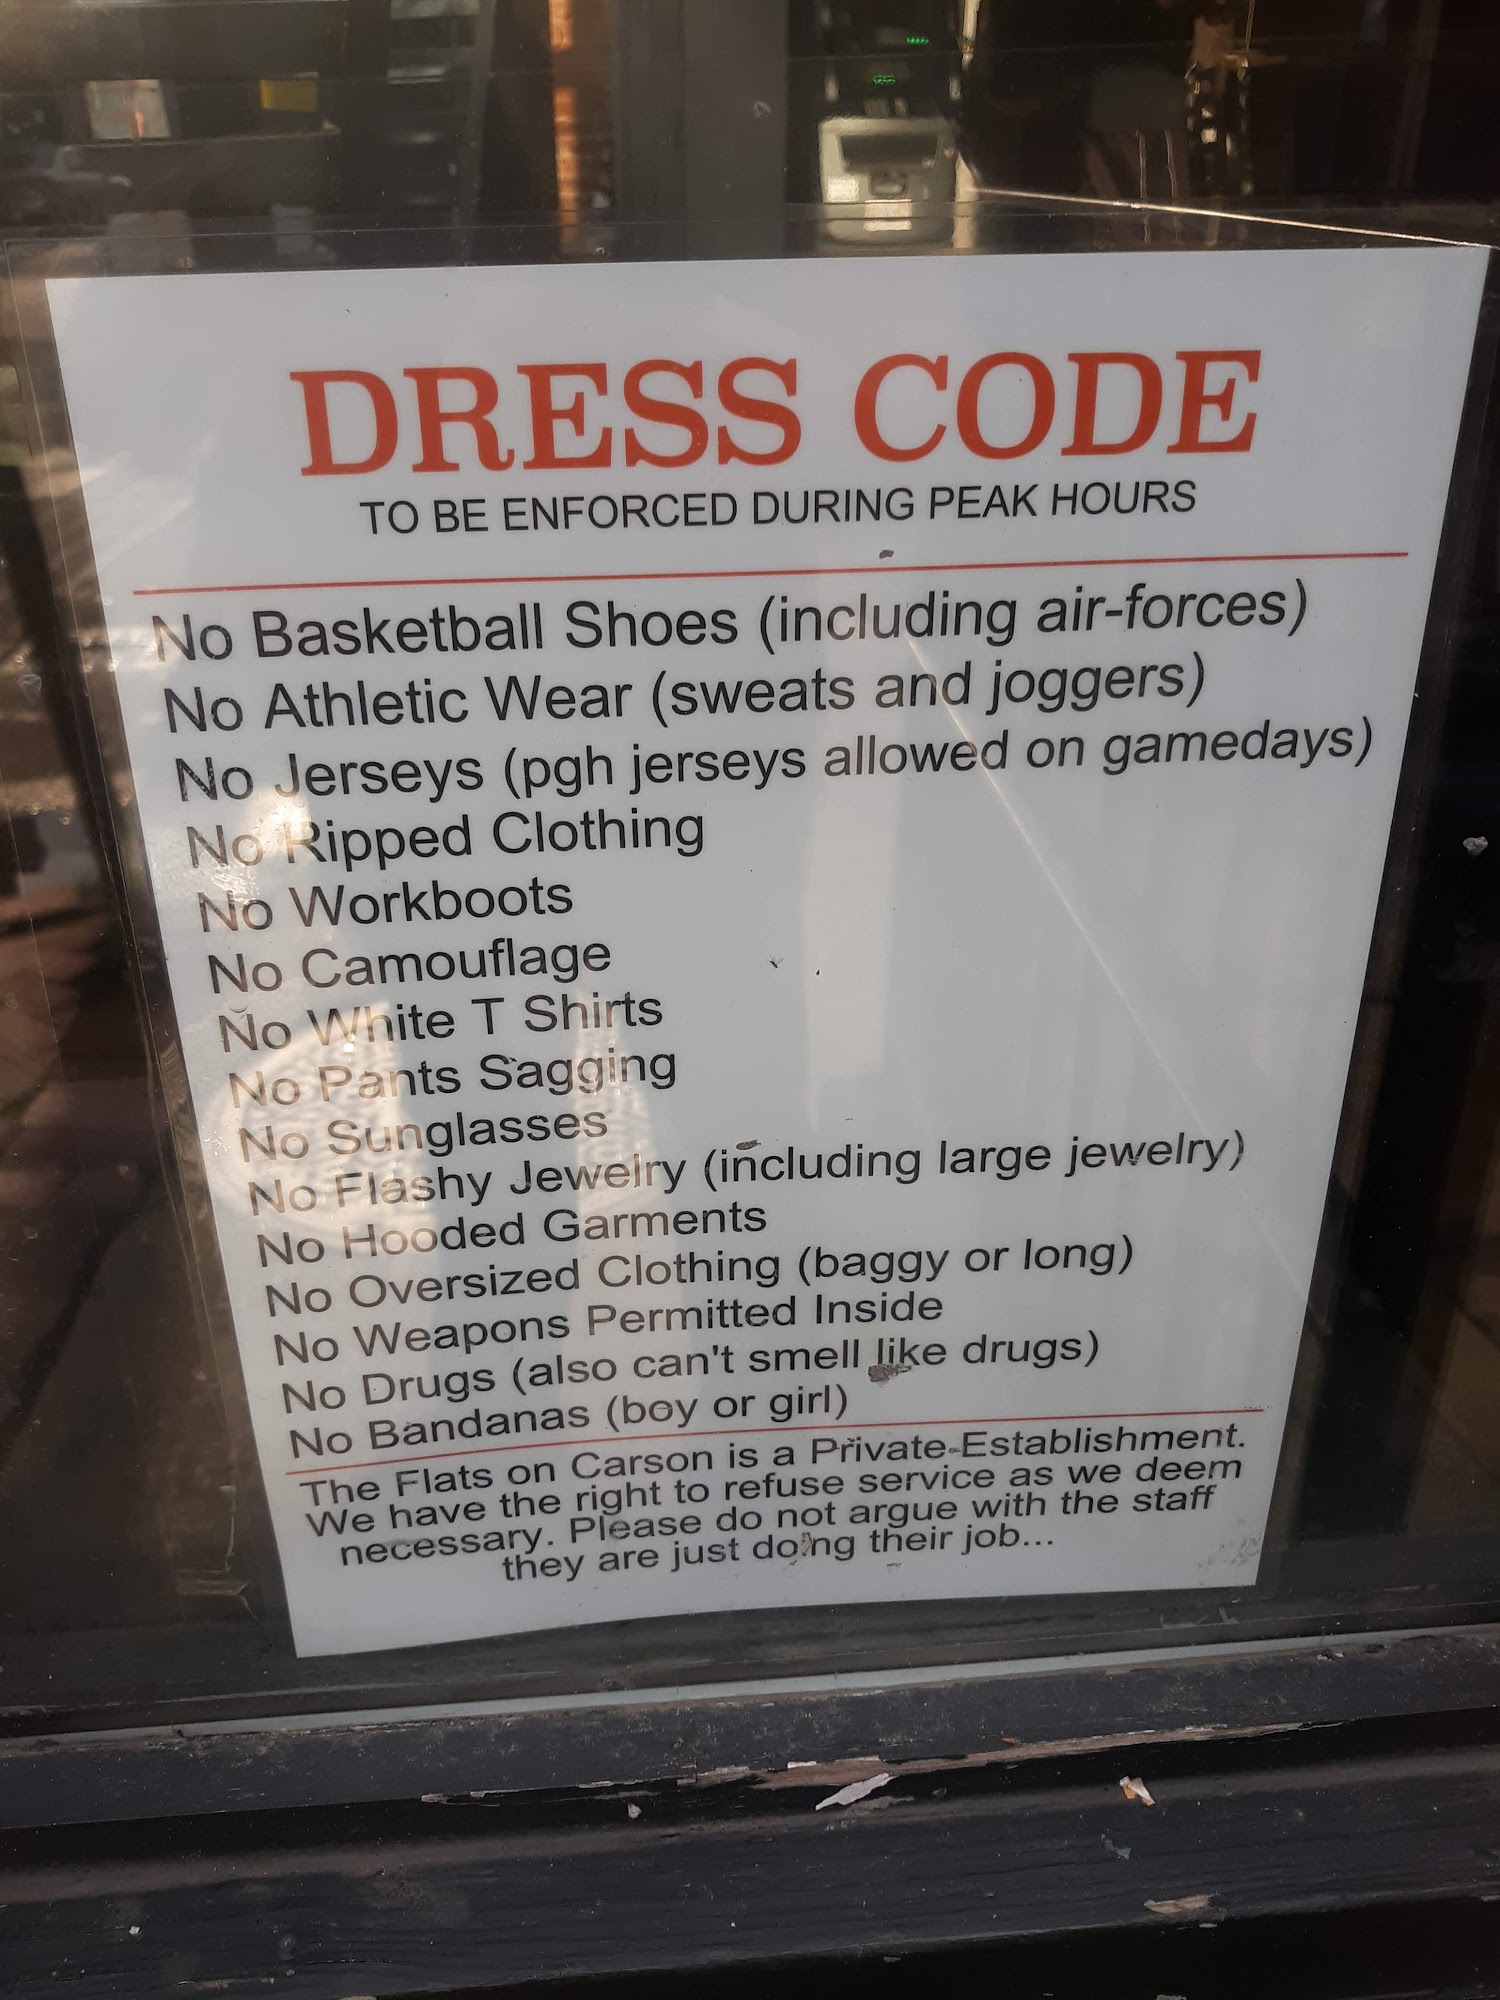 DRESS CODE
TO BE ENFORCED DURING PEAK HOURS
No Basketball Shoes (including air-forces)
No Athletic Wear (sweats and joggers)
No Jerseys (pgh jerseys allowed on gamedays)
No Ripped Clothing
No Workboots
No Camouflage
No White T Shirts
No Pants Sagging
No Sunglasses
No Flashy Jewelry (including large jewelry)
No Hooded Garments
No Oversized Clothing (baggy or long)
No Weapons Permitted Inside
No Drugs (also can't smell like drugs)
No Bandanas (boy or girl)
The Flats on Carson is a Private Establishment.
We have the right to refuse service as we deem
necessary. Please do not argue with the staff
they are just doing their job...